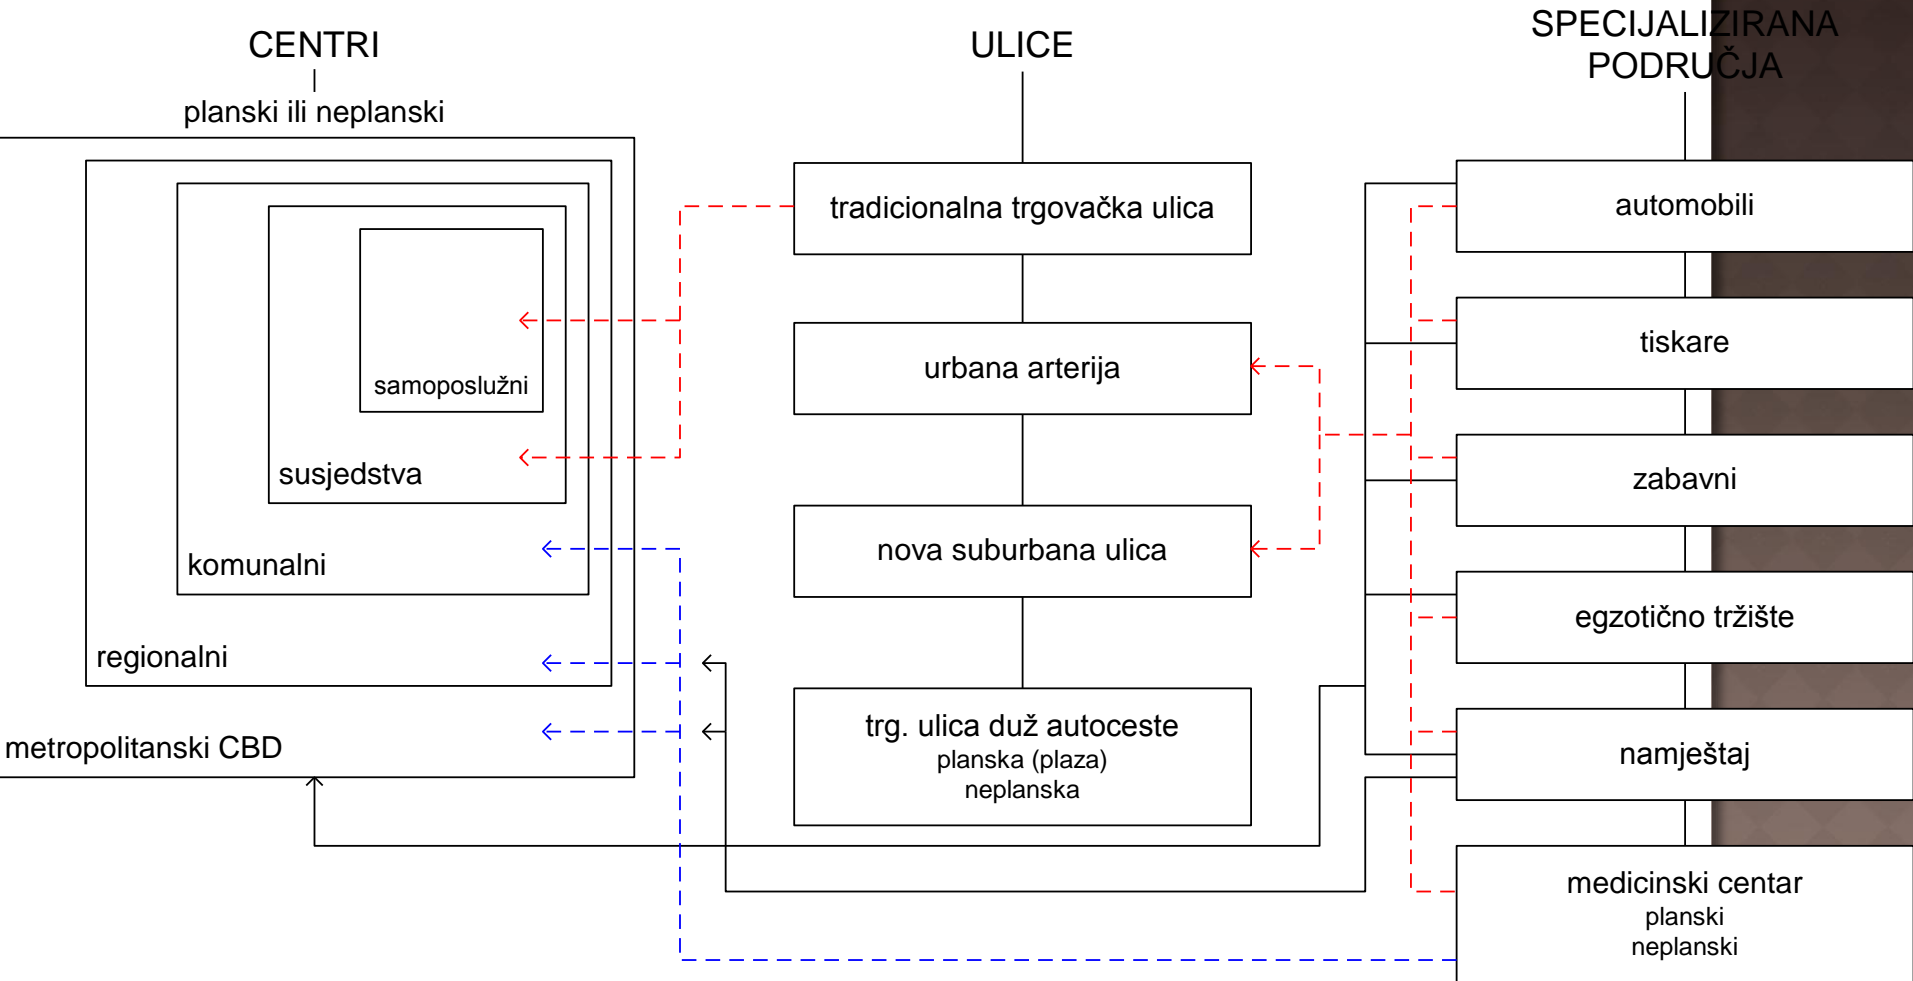 CENTRI
planski ili neplanski
samoposlužni
susjedstva
komunalni
regionalni
metropolitanski CBD
ULICE
tradicionalna trgovačka ulica
urbana arterija
nova suburbana ulica
trg. ulica duž autoceste
planska (plaza)
neplanska
SPECIJALIZIRANA
PODRUČJA
automobili
tiskare
zabavni
egzotično tržište
namještaj
medicinski centar
planski
neplanski